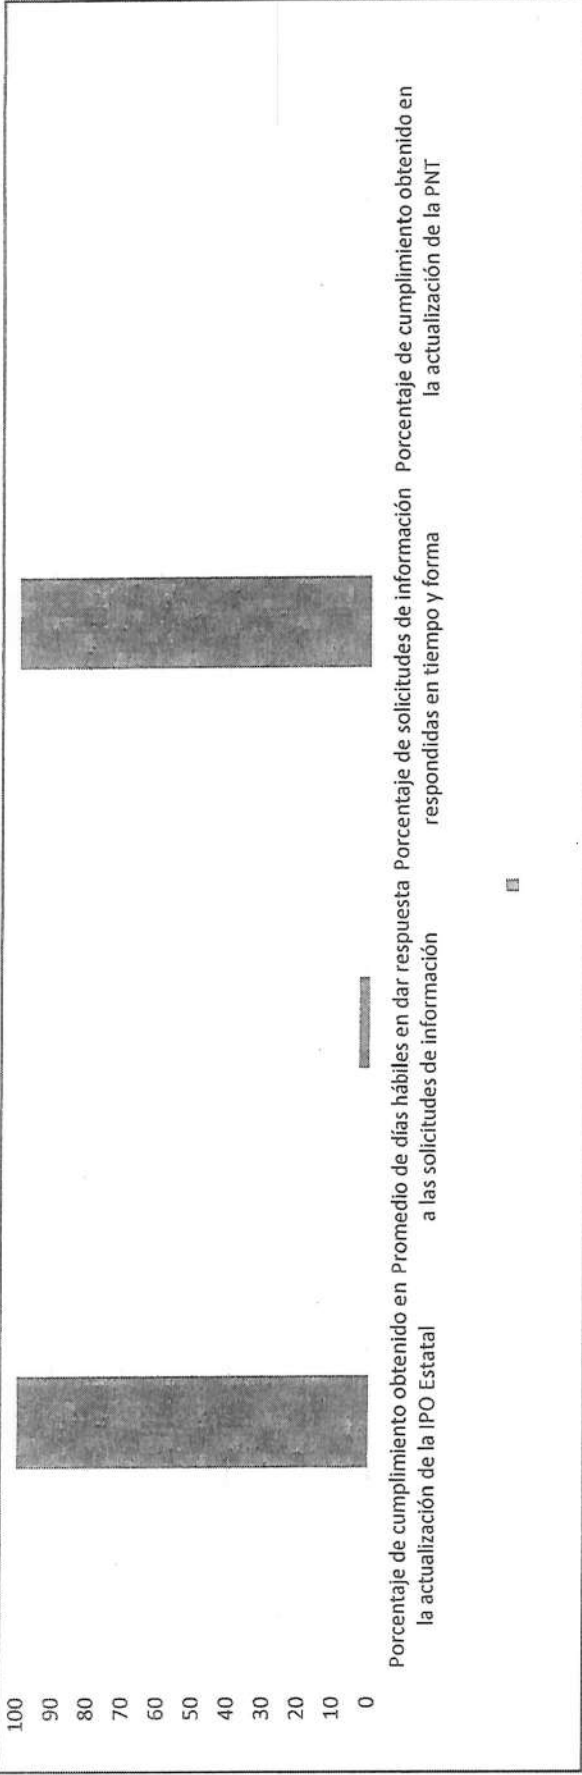 100
90
80
70
60
50
40
30
20
10
0
Porcentaje de cumplimiento obtenido en
la actualización de la IPO Estatal
Promedio de días hábiles en dar respuesta
a las solicitudes de información
Porcentaje de solicitudes de información
respondidas en tiempo y forma
Porcentaje de cumplimiento obtenido en
la actualización de la PNT